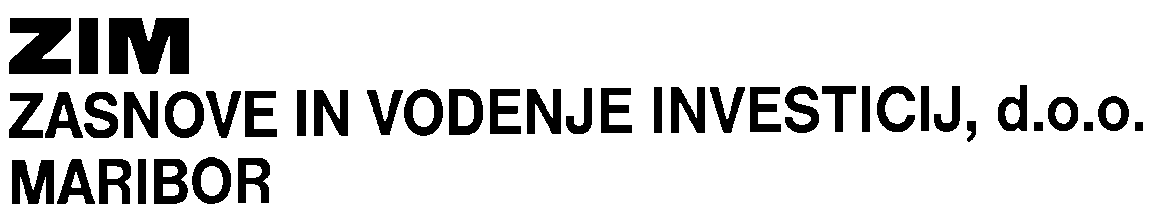 ZIM
ZASNOVE IN VODENJE INVESTICIJ, d.o.o.
MARIBOR